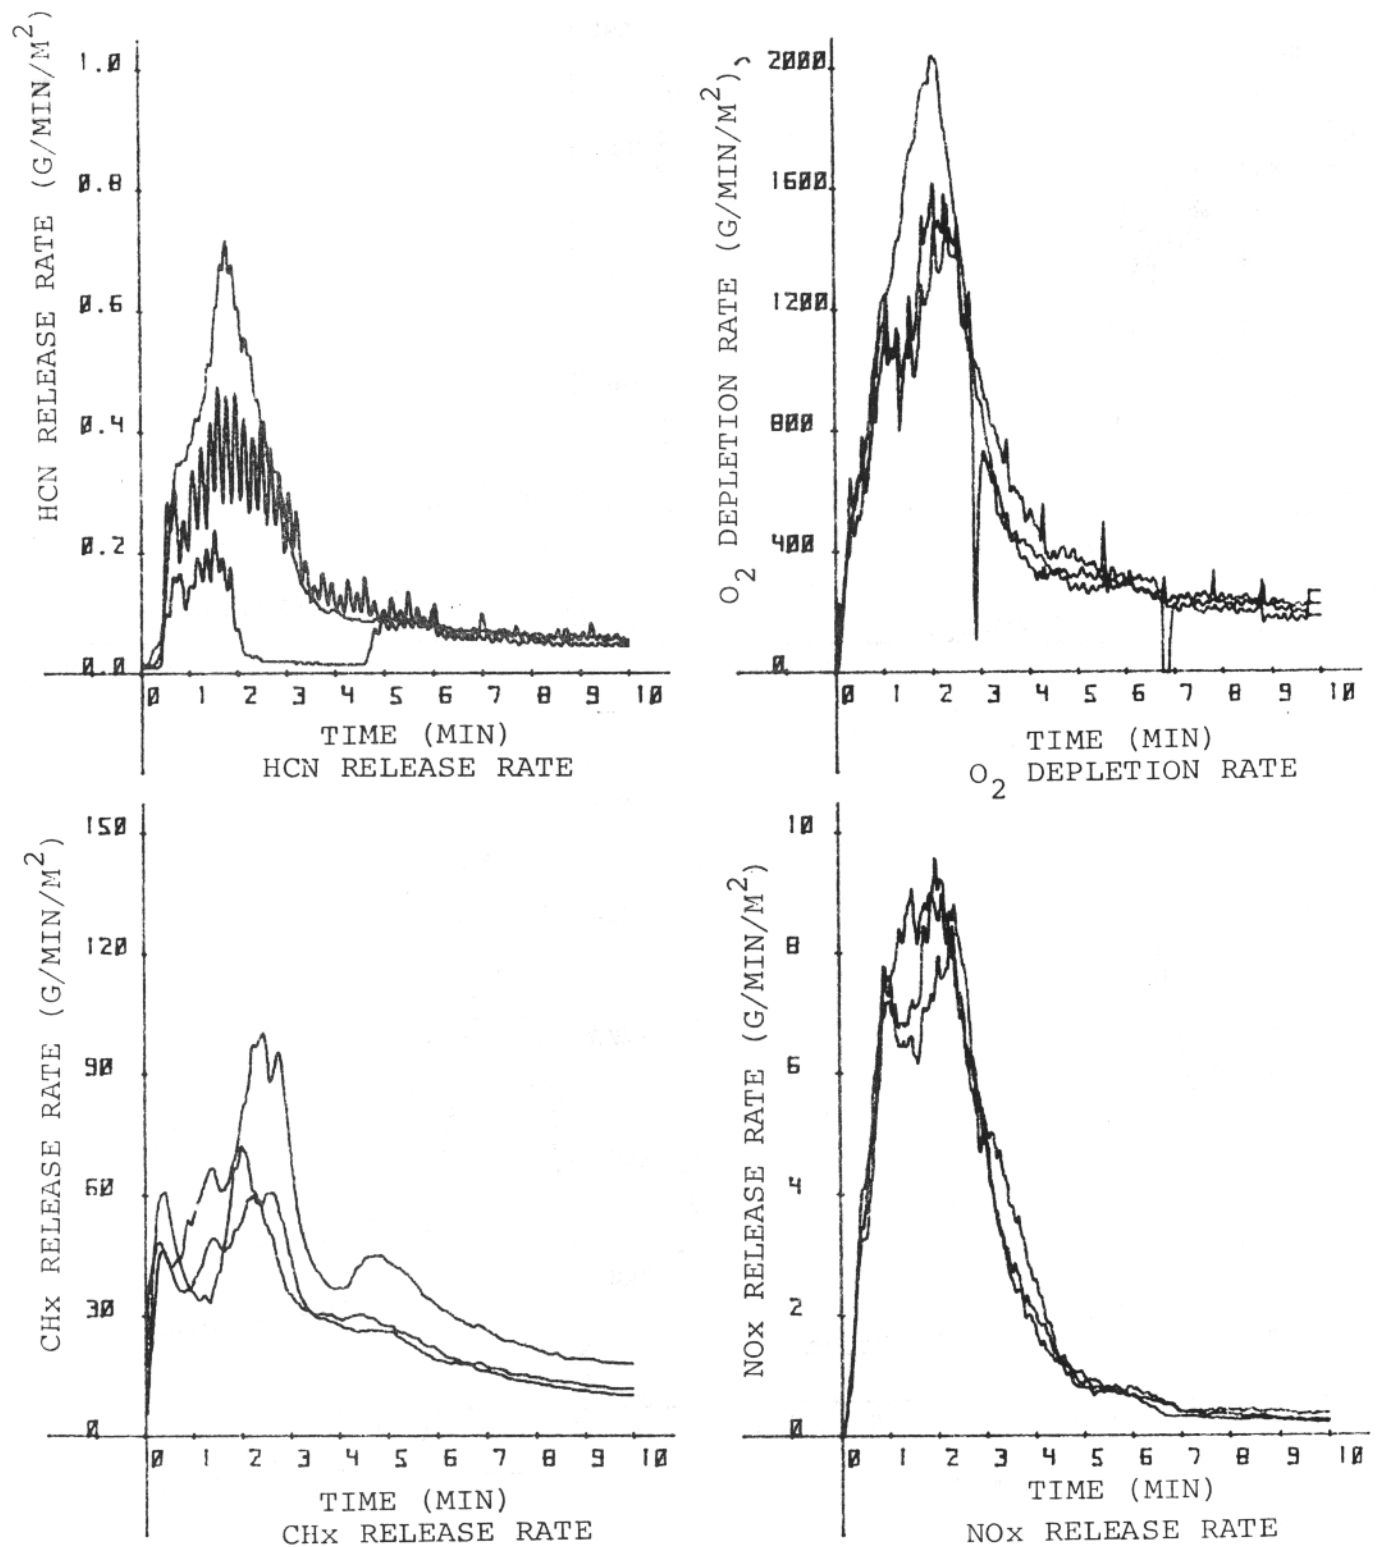 HCN RELEASE RATE (G/MIN/M²)
1.0
0.8
0.6
0.4
0.2
0.0
0 1 2 3 4 5 6 7 8 9 10
TIME (MIN)
HCN RELEASE RATE
O₂ DEPLETION RATE (G/MIN/M²)
2000
1600
1200
800
400
0
0 1 2 3 4 5 6 7 8 9 10
TIME (MIN)
O₂ DEPLETION RATE
CHx RELEASE RATE (G/MIN/M²)
150
120
90
60
30
0
0 1 2 3 4 5 6 7 8 9 10
TIME (MIN)
CHx RELEASE RATE
NOx RELEASE RATE (G/MIN/M²)
10
8
6
4
2
0
0 1 2 3 4 5 6 7 8 9 10
TIME (MIN)
NOx RELEASE RATE